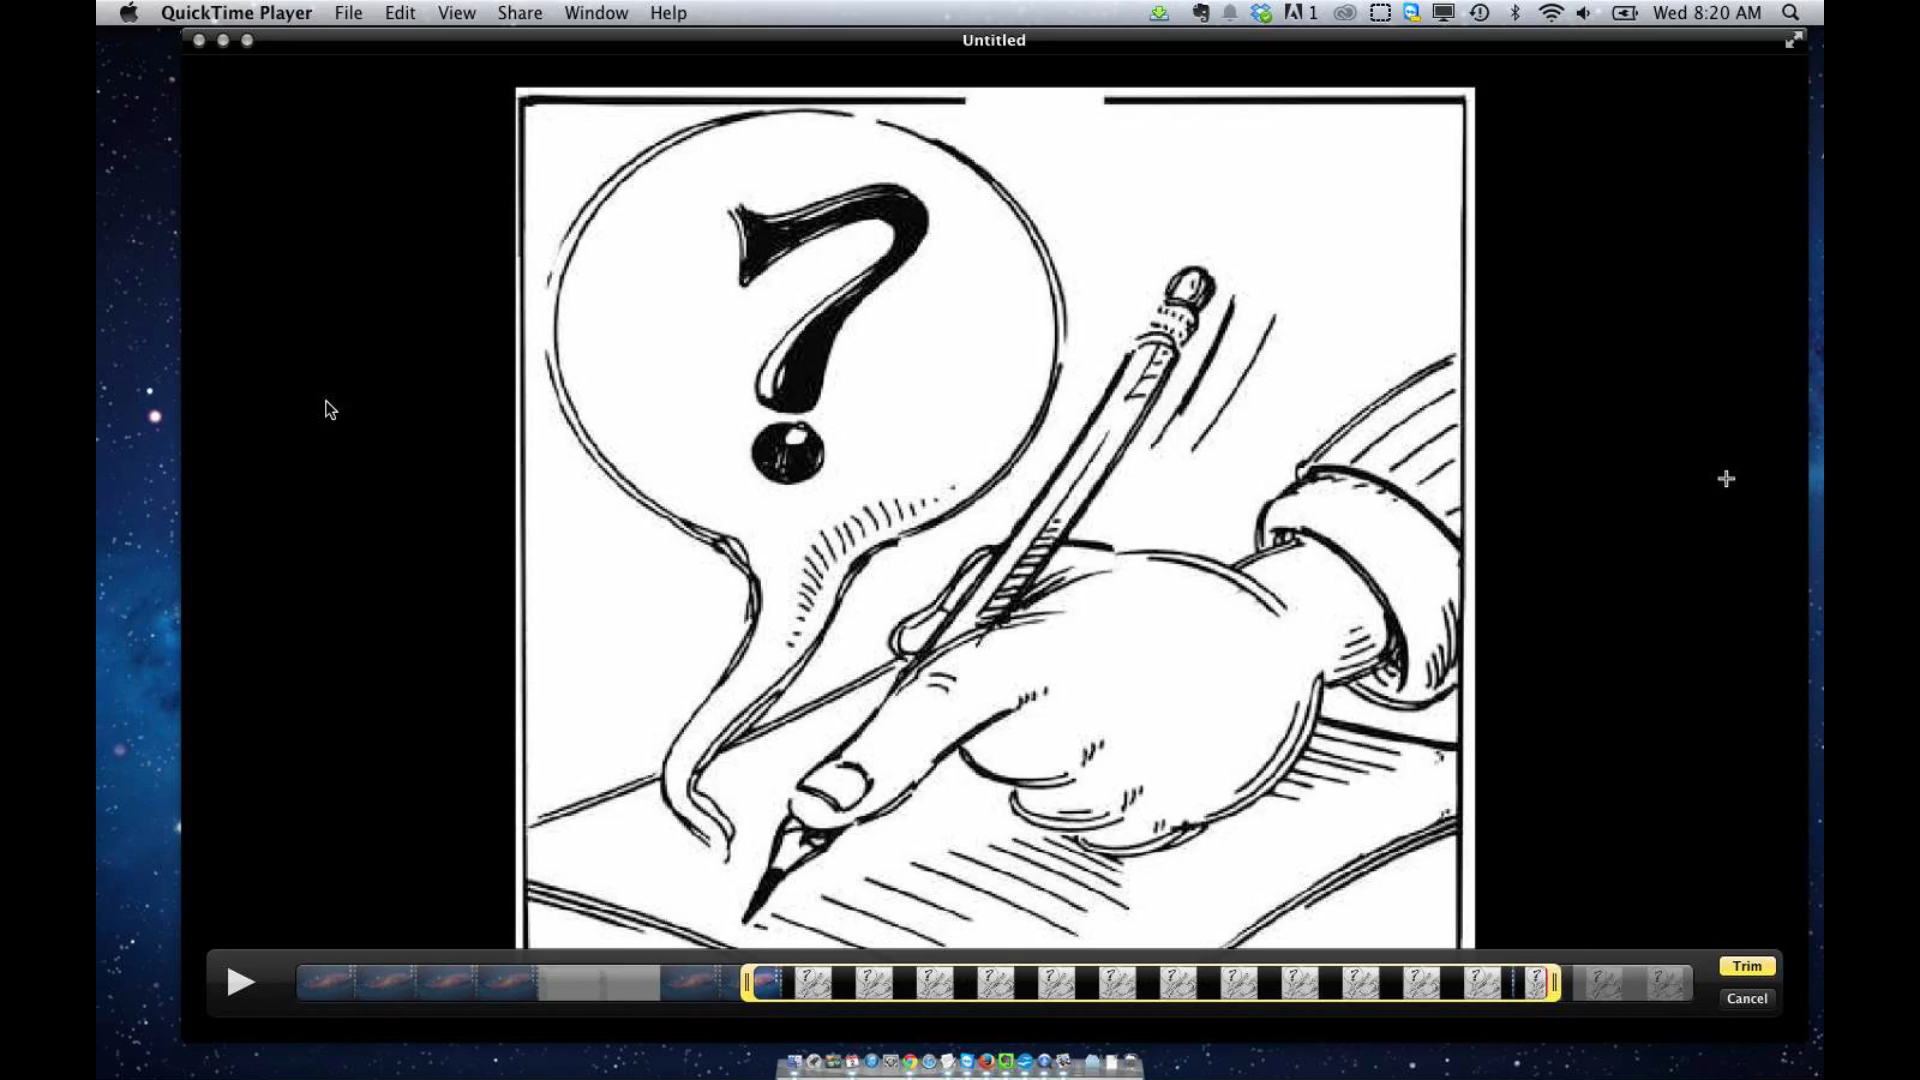 QuickTime Player File Edit View Share Window Help 1 Wed 8:20 AM
Untitled
?
Trim
Cancel